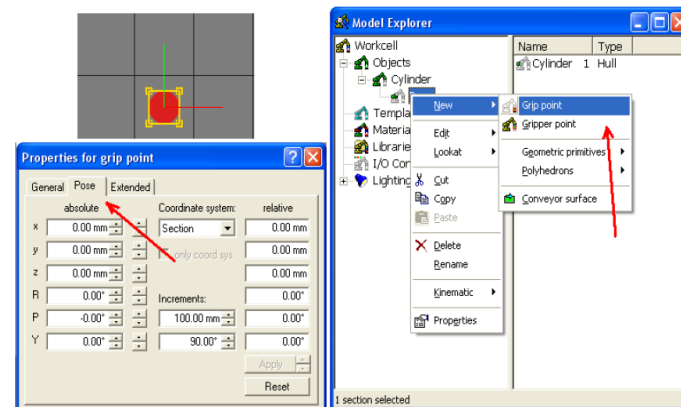 Model Explorer
Workcell
Objects
Cylinder
Templa
Materia
Librarie
I/O Cor
Lighting
Name Type
Cylinder 1 Hull
New
Edit
Lookat
Cut
Copy
Paste
Delete
Rename
Kinematic
Properties
Grip point
Gripper point
Geometric primitives
Polyhedrons
Conveyor surface
1 section selected
Properties for grip point
General Pose Extended
absolute Coordinate system: relative
x 0.00 mm Section 0.00 mm
y 0.00 mm only coord sys 0.00 mm
z 0.00 mm 0.00 mm
R 0.00° Increments: 0.00°
P -0.00° 100.00 mm 0.00°
Y 0.00° 90.00° 0.00°
Apply
Reset